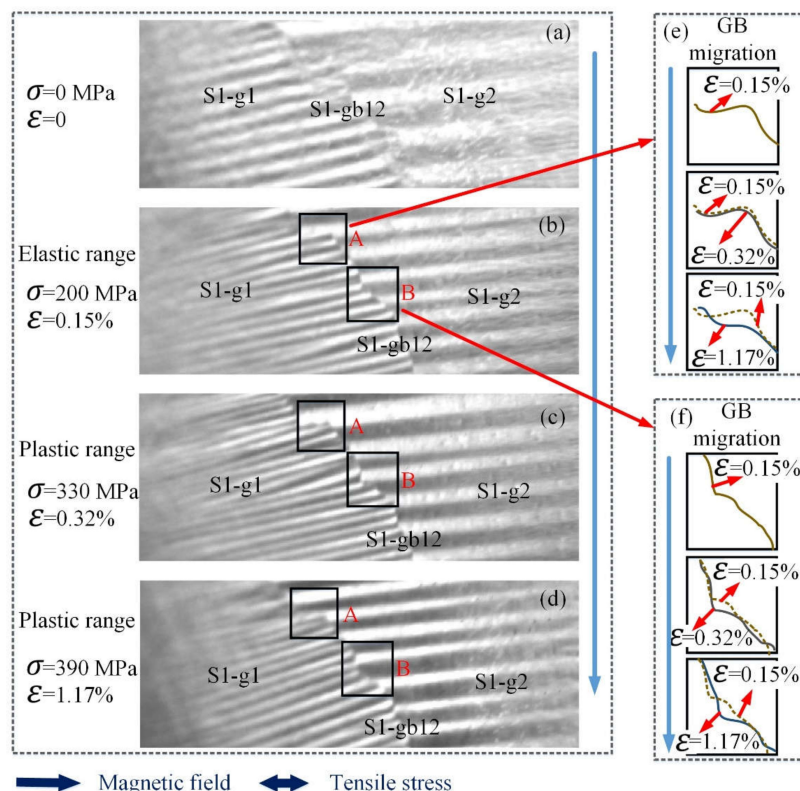 (a)
σ=0 MPa
ε=0
S1-g1
S1-gb12
S1-g2
(b)
Elastic range
σ=200 MPa
ε=0.15%
A
B
S1-g1
S1-g2
S1-gb12
(c)
Plastic range
σ=330 MPa
ε=0.32%
A
B
S1-g1
S1-g2
S1-gb12
(d)
Plastic range
σ=390 MPa
ε=1.17%
A
B
S1-g1
S1-g2
S1-gb12
(e) GB
migration
ε=0.15%
ε=0.15%
ε=0.32%
ε=0.15%
ε=1.17%
(f) GB
migration
ε=0.15%
ε=0.15%
ε=0.32%
ε=0.15%
ε=1.17%
Magnetic field Tensile stress